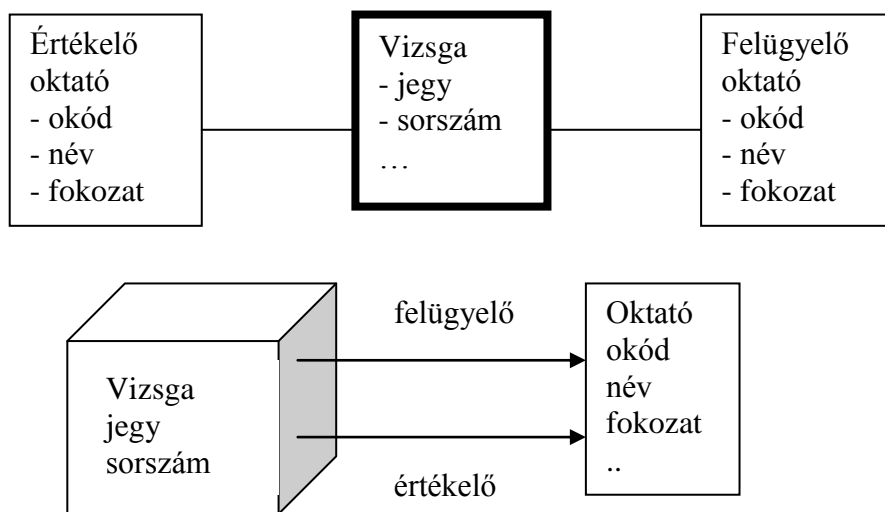 Értékelő
oktató
- okód
- név
- fokozat
Vizsga
- jegy
- sorszám
…
Felügyelő
oktató
- okód
- név
- fokozat
Vizsga
jegy
sorszám
felügyelő
értékelő
Oktató
okód
név
fokozat
..